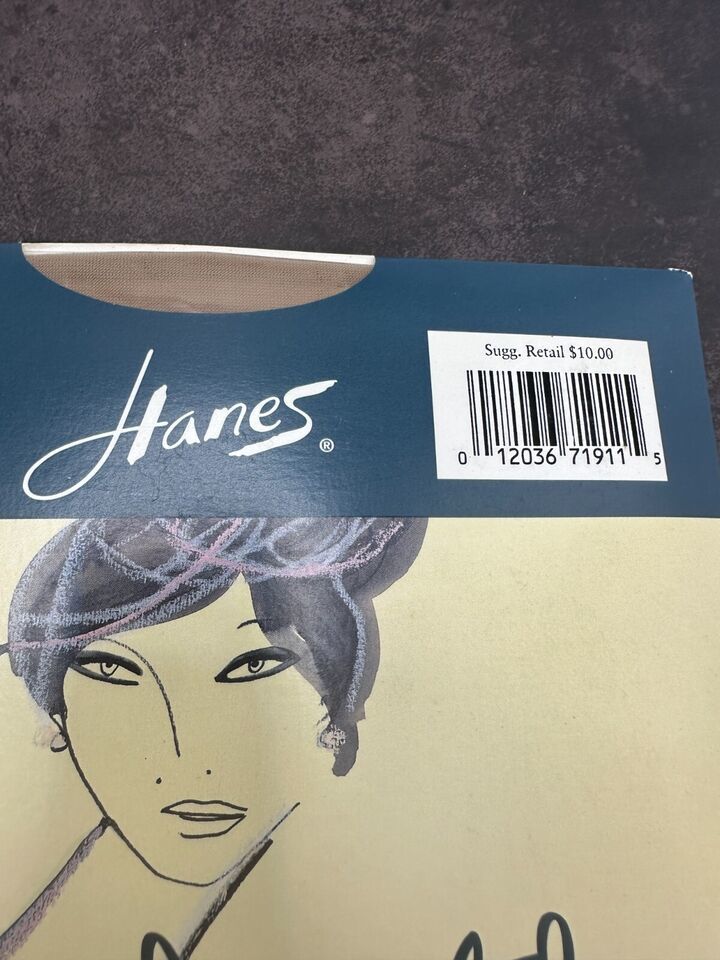 Hanes®
Sugg. Retail $10.00
0 12036 71911 5